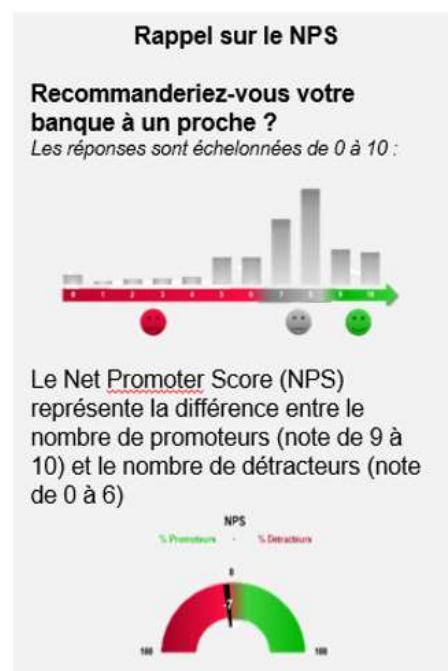 Rappel sur le NPS
Recommanderiez-vous votre
banque à un proche ?
Les réponses sont échelonnées de 0 à 10 :
0 1 2 3 4 5 6 7 8 9 10
Le Net Promoter Score (NPS)
représente la différence entre le
nombre de promoteurs (note de 9 à
10) et le nombre de détracteurs (note
de 0 à 6)
NPS
% Promoteurs - % Détracteurs
0
-7
100 100